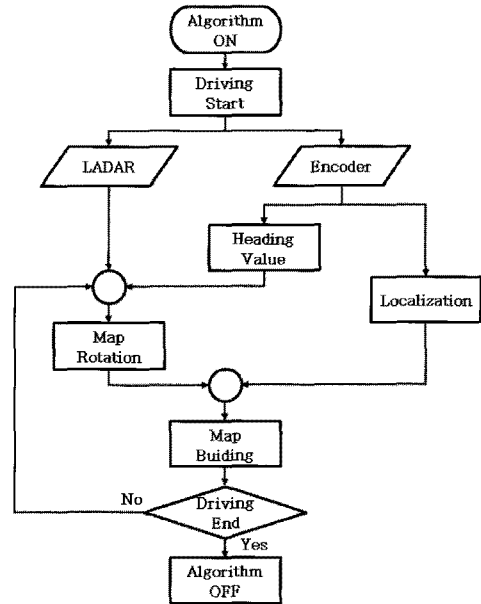 Algorithm
ON
Driving
Start
LADAR
Encoder
Heading
Value
Localization
Map
Rotation
Map
Buiding
No
Driving
End
Yes
Algorithm
OFF